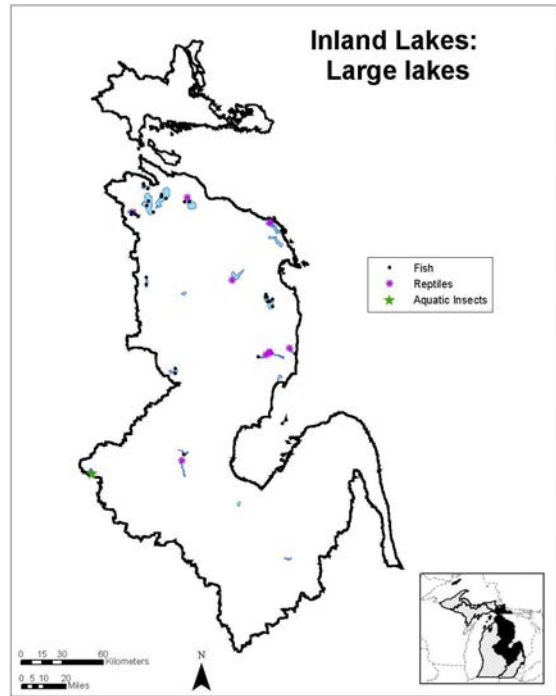 Inland Lakes:
Large lakes
Fish
Reptiles
Aquatic Insects
0 15 30 60
Kilometers
0 5 10 20
Miles
N